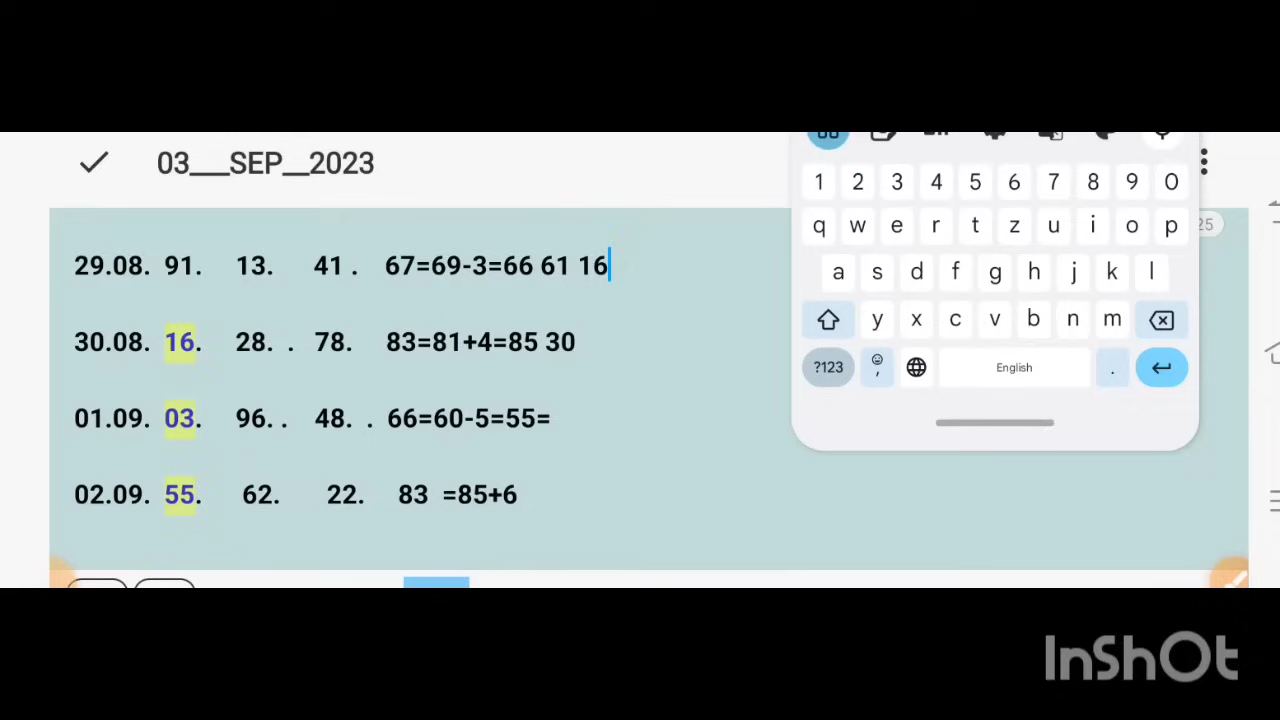 03___SEP__2023
29.08. 91. 13. 41 . 67=69-3=66 61 16
30.08. 16. 28. . 78. 83=81+4=85 30
01.09. 03. 96. . 48. . 66=60-5=55=
02.09. 55. 62. 22. 83 =85+6
25
1 2 3 4 5 6 7 8 9 0
q w e r t z u i o p
a s d f g h j k l
y x c v b n m
?123 , English .
InShOt